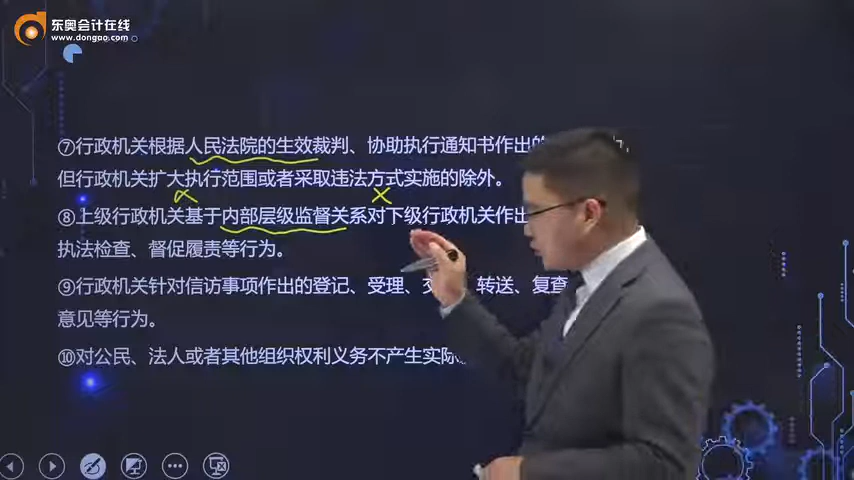 东奥会计在线
www.dongao.com
⑦行政机关根据人民法院的生效裁判、协助执行通知书作出的
但行政机关扩大执行范围或者采取违法方式实施的除外。
⑧上级行政机关基于内部层级监督关系对下级行政机关作出
执法检查、督促履责等行为。
⑨行政机关针对信访事项作出的登记、受理、交 转送、复查
意见等行为。
⑩对公民、法人或者其他组织权利义务不产生实际